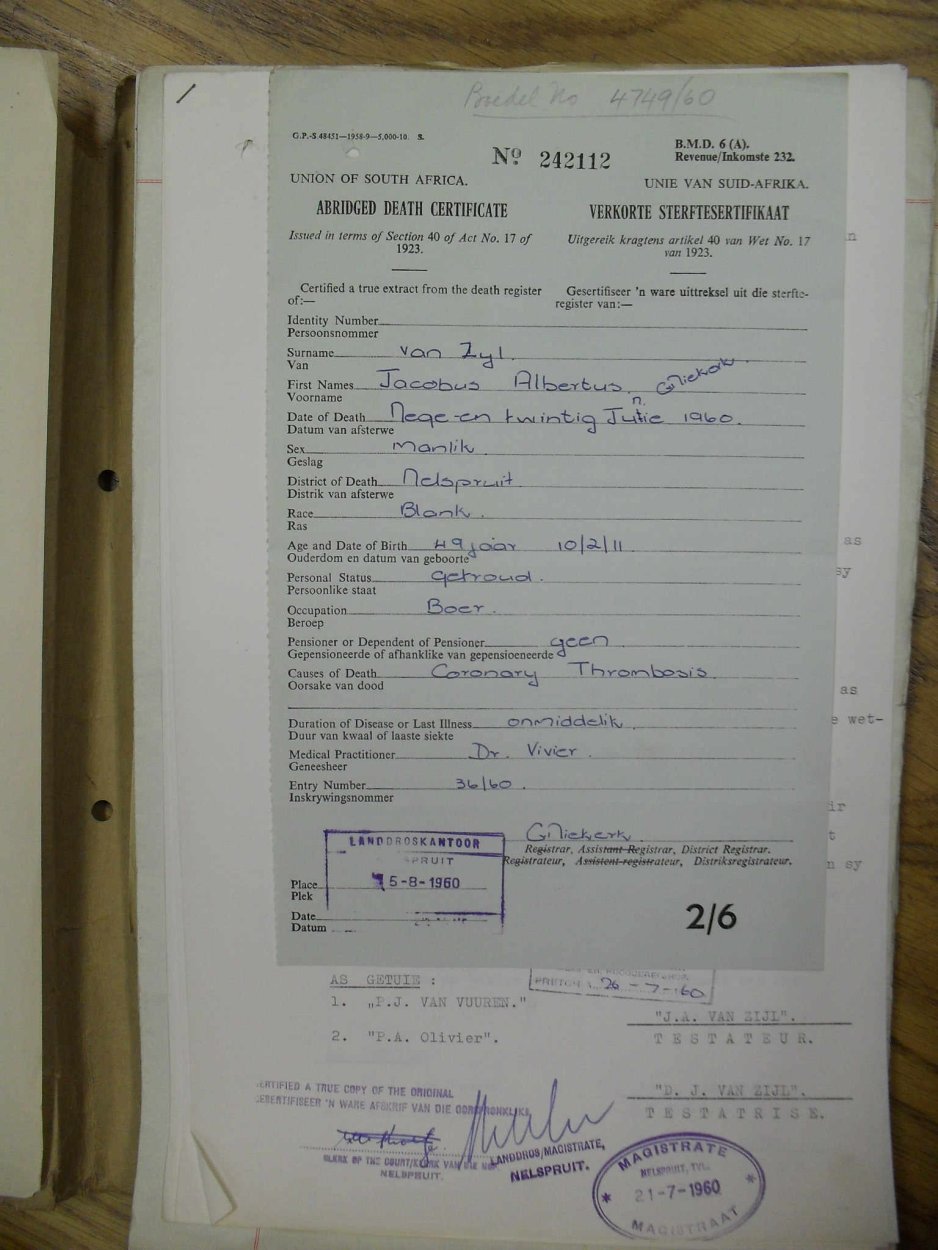 Boedel No 4749/60
G.P.-S.48451—1958-9—5,000-10. S.
No 242112
B.M.D. 6 (A).
Revenue/Inkomste 232.
UNION OF SOUTH AFRICA.
UNIE VAN SUID-AFRIKA.
ABRIDGED DEATH CERTIFICATE
VERKORTE STERFTESERTIFIKAAT
Issued in terms of Section 40 of Act No. 17 of
1923.
Uitgereik kragtens artikel 40 van Wet No. 17
van 1923.
Certified a true extract from the death register
of:—
Gesertifiseer 'n ware uittreksel uit die sterfte-
register van:—
Identity Number
Persoonsnommer
Surname van Zyl.
Van
First Names Jacobus Albertus. GNiekerk
Voorname
Date of Death Nege-en twintig Jutie n. 1960.
Datum van afsterwe
Sex Manlik
Geslag
District of Death Nelspruit.
Distrik van afsterwe
Race Blank.
Ras
Age and Date of Birth 49 jaar 10/2/11
Ouderdom en datum van geboorte
Personal Status getroud.
Persoonlike staat
Occupation Boer.
Beroep
Pensioner or Dependent of Pensioner geen
Gepensioneerde of afhanklike van gepensioeneerde
Causes of Death Coronary Thrombosis
Oorsake van dood
Duration of Disease or Last Illness onmiddelik.
Duur van kwaal of laaste siekte
Medical Practitioner Dr. Vivier.
Geneesheer
Entry Number 36/60.
Inskrywingsnommer
GNiekerk
Registrar, Assistant Registrar, District Registrar.
Registrateur, Assistent-registrateur, Distriksregistrateur.
LANDDROSKANTOOR
SPRUIT
5-8-1960
Place
Plek
Date
Datum
2/6
as
sy
as
e wet-
ir
t
n sy
AS GETUIE :
PRETORIA 26-7-60
1. „P.J. VAN VUUREN."
"J.A. VAN ZIJL".
2. "P.A. Olivier".
TESTATEUR.
"D. J. VAN ZIJL".
TESTATRISE.
CERTIFIED A TRUE COPY OF THE ORIGINAL
GESERTIFISEER 'N WARE AFSKRIF VAN DIE OORSPRONKLIKE
CLERK OF THE COURT/KLERK VAN DIE HOF
NELSPRUIT.
LANDDROS/MAGISTRATE,
NELSPRUIT.
MAGISTRATE
NELSPRUIT, TVL.
21-7-1960
MAGISTRAAT